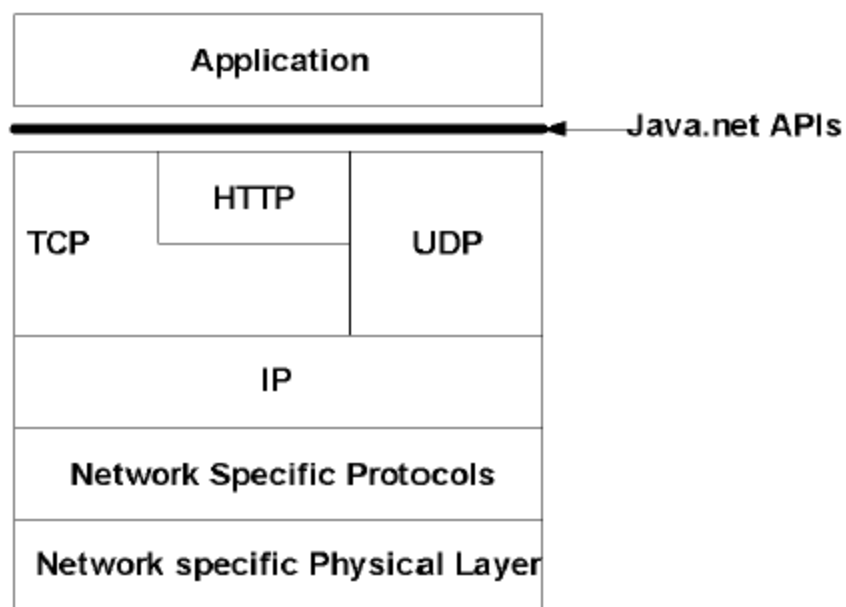 Application
Java.net APIs
HTTP
TCP
UDP
IP
Network Specific Protocols
Network specific Physical Layer